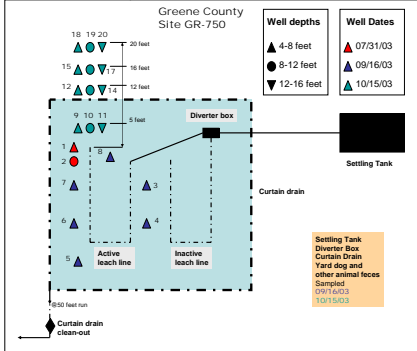 Greene County
Site GR-750
Well depths
4-8 feet
8-12 feet
12-16 feet
Well Dates
07/31/03
09/16/03
10/15/03
18 19 20
20 feet
15 17
16 feet
12 14
12 feet
9 10 11
5 feet
1
8
2
7
3
6
4
5
Diverter box
Settling Tank
Curtain drain
Active
leach line
Inactive
leach line
Settling Tank
Diverter Box
Curtain Drain
Yard dog and
other animal feces
Sampled
09/16/03
10/15/03
@50 feet run
Curtain drain
clean-out